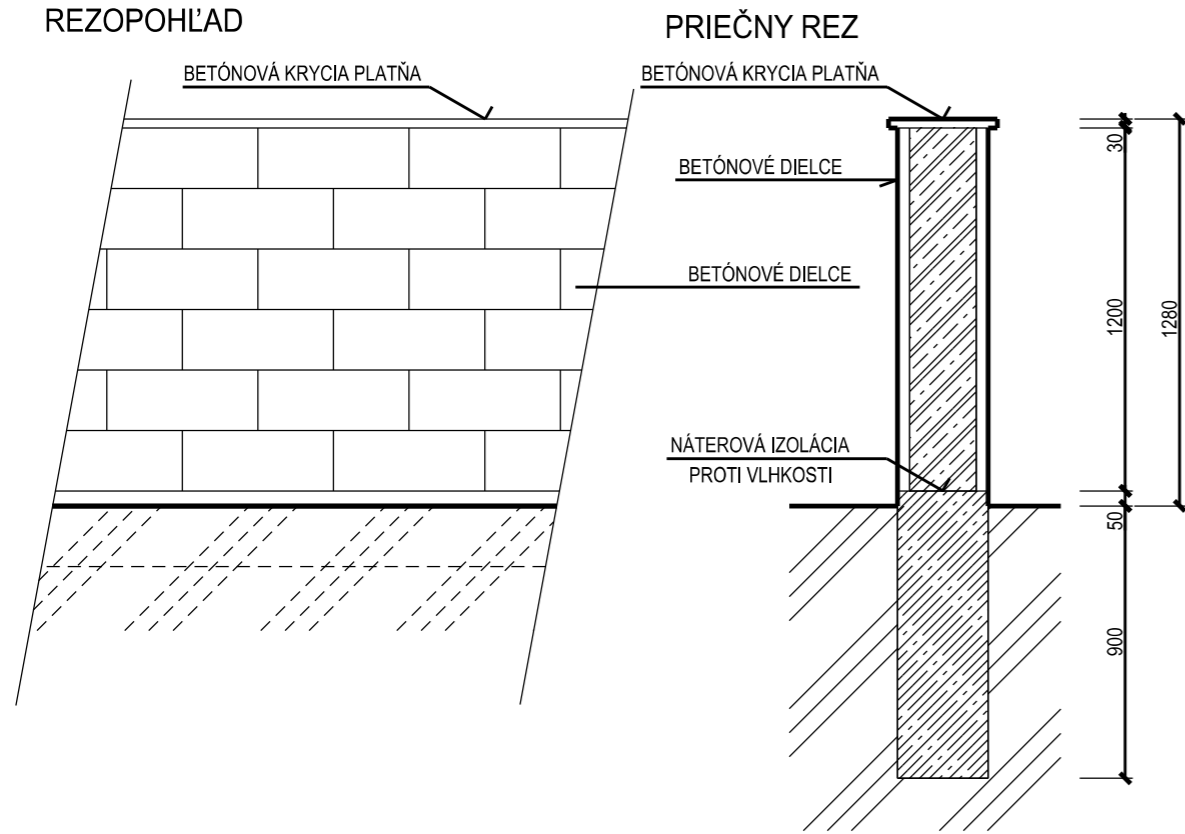 REZOPOHĽAD
PRIEČNY REZ
BETÓNOVÁ KRYCIA PLATŇA
BETÓNOVÁ KRYCIA PLATŇA
BETÓNOVÉ DIELCE
BETÓNOVÉ DIELCE
NÁTEROVÁ IZOLÁCIA
PROTI VLHKOSTI
30
1200
1280
50
900